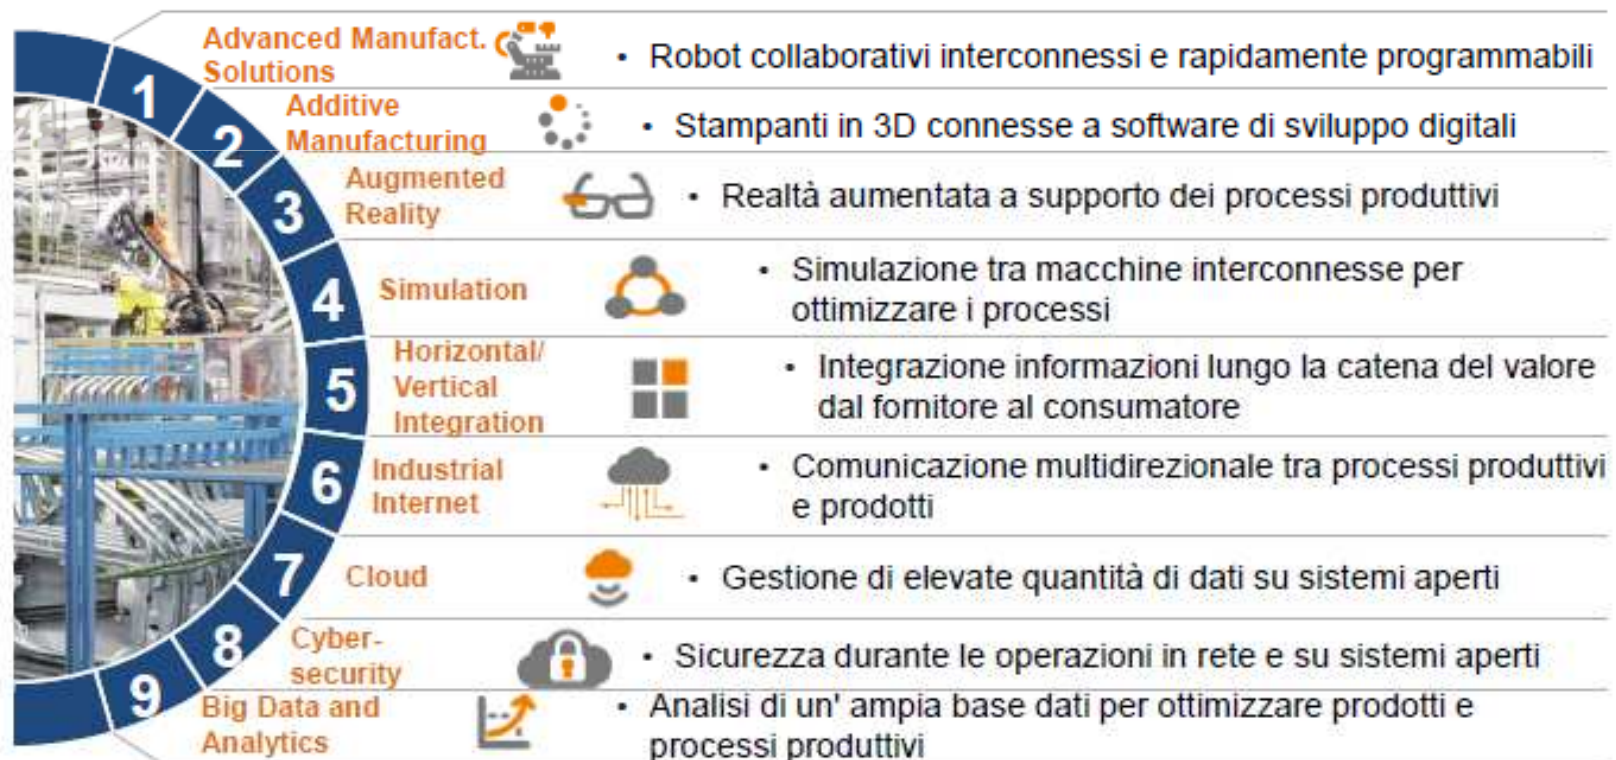 1
Advanced Manufact.
Solutions
• Robot collaborativi interconnessi e rapidamente programmabili
2
Additive
Manufacturing
• Stampanti in 3D connesse a software di sviluppo digitali
3
Augmented
Reality
• Realtà aumentata a supporto dei processi produttivi
4
Simulation
• Simulazione tra macchine interconnesse per
ottimizzare i processi
5
Horizontal/
Vertical
Integration
• Integrazione informazioni lungo la catena del valore
dal fornitore al consumatore
6
Industrial
Internet
• Comunicazione multidirezionale tra processi produttivi
e prodotti
7
Cloud
• Gestione di elevate quantità di dati su sistemi aperti
8
Cyber-
security
• Sicurezza durante le operazioni in rete e su sistemi aperti
9
Big Data and
Analytics
• Analisi di un' ampia base dati per ottimizzare prodotti e
processi produttivi